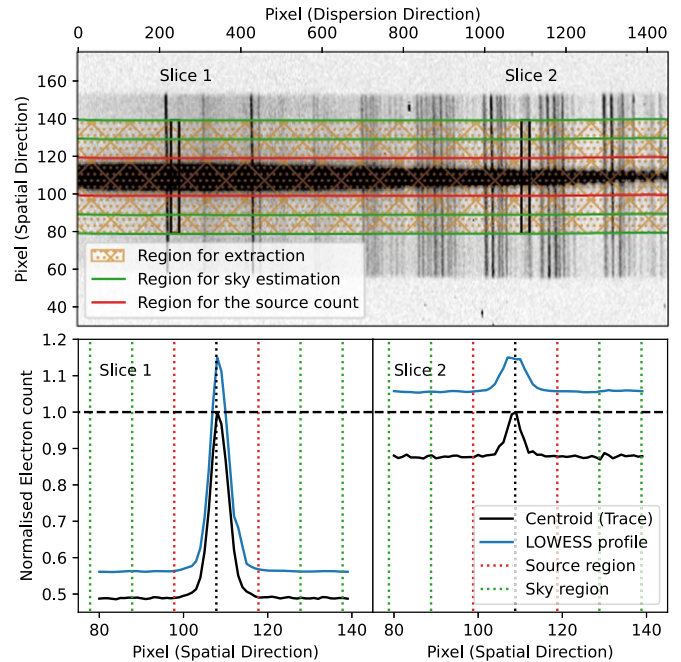 Pixel (Dispersion Direction)
0 200 400 600 800 1000 1200 1400
Slice 1 Slice 2
Pixel (Spatial Direction)
160
140
120
100
80
60
40
Region for extraction
Region for sky estimation
Region for the source count
Normalised Electron count
1.2
1.1
1.0
0.9
0.6
0.5
Slice 1 Slice 2
Centroid (Trace)
LOWESS profile
Source region
Sky region
80 100 120 140 80 100 120 140
Pixel (Spatial Direction) Pixel (Spatial Direction)